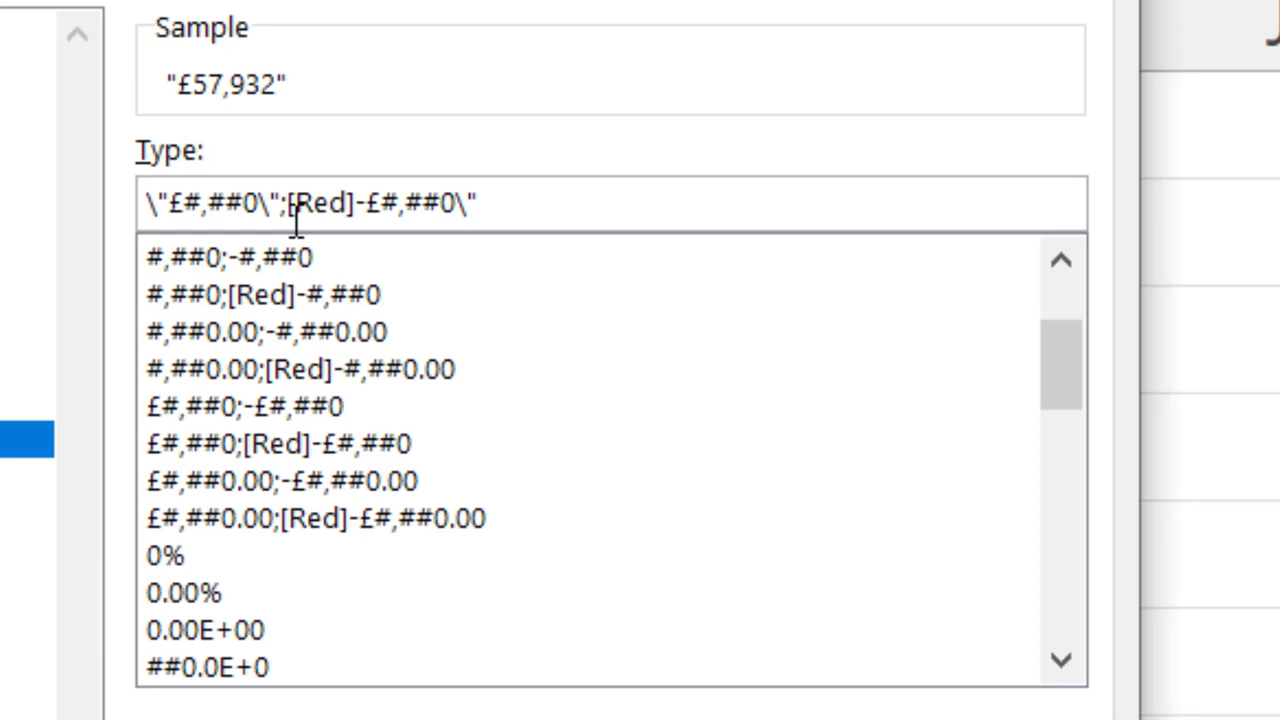 Sample
"£57,932"
Type:
\"£#,##0\";[Red]-£#,##0\"
#,##0;-#,##0
#,##0;[Red]-#,##0
#,##0.00;-#,##0.00
#,##0.00;[Red]-#,##0.00
£#,##0;-£#,##0
£#,##0;[Red]-£#,##0
£#,##0.00;-£#,##0.00
£#,##0.00;[Red]-£#,##0.00
0%
0.00%
0.00E+00
##0.0E+0